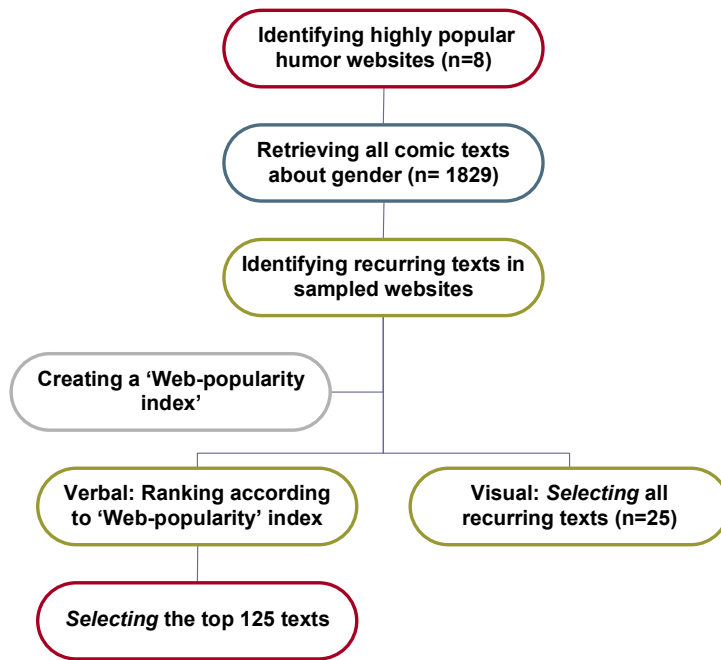 Identifying highly popular
humor websites (n=8)
Retrieving all comic texts
about gender (n= 1829)
Identifying recurring texts in
sampled websites
Creating a ‘Web-popularity
index’
Verbal: Ranking according
to ‘Web-popularity’ index
Visual: Selecting all
recurring texts (n=25)
Selecting the top 125 texts